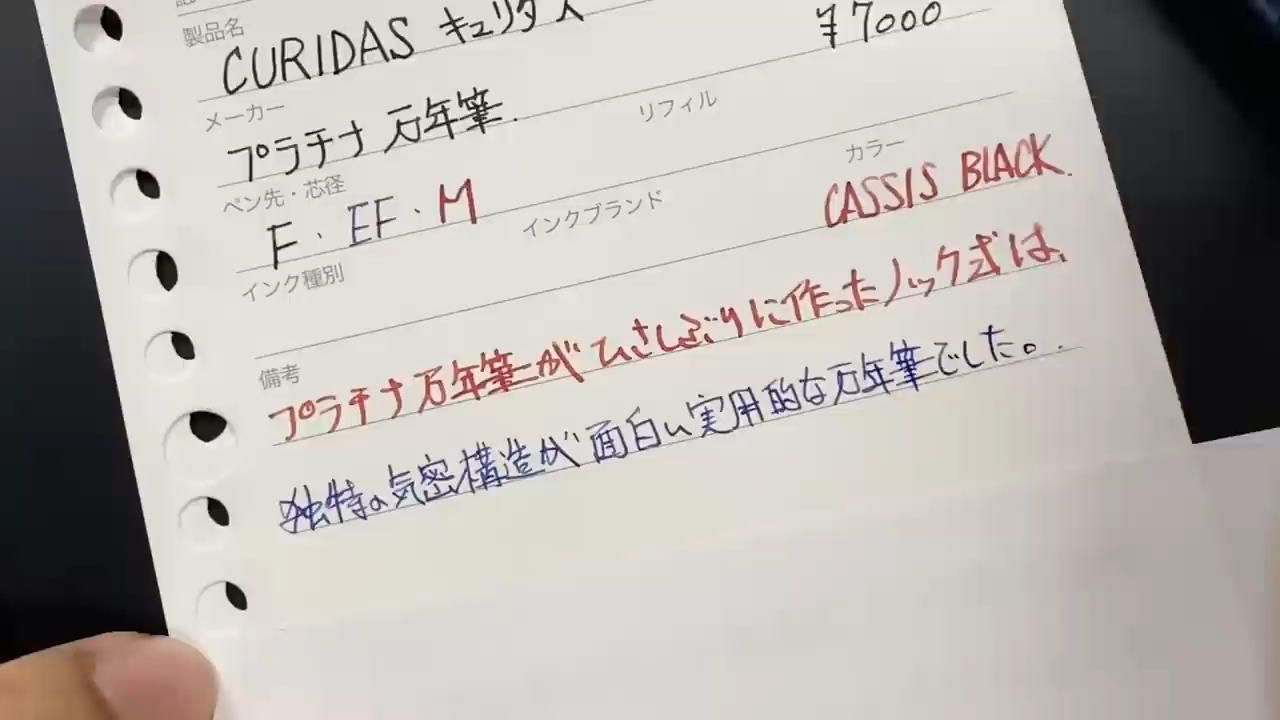 製品名
CURIDAS キュリダス
¥7000
メーカー
プラチナ 万年筆.
リフィル
ペン先・芯径
F・EF・M
インクブランド
カラー
CASSIS BLACK.
インク種別
備考
プラチナ万年筆がひさしぶりに作ったノック式は、
独特の気密構造が面白い実用的な万年筆でした。.